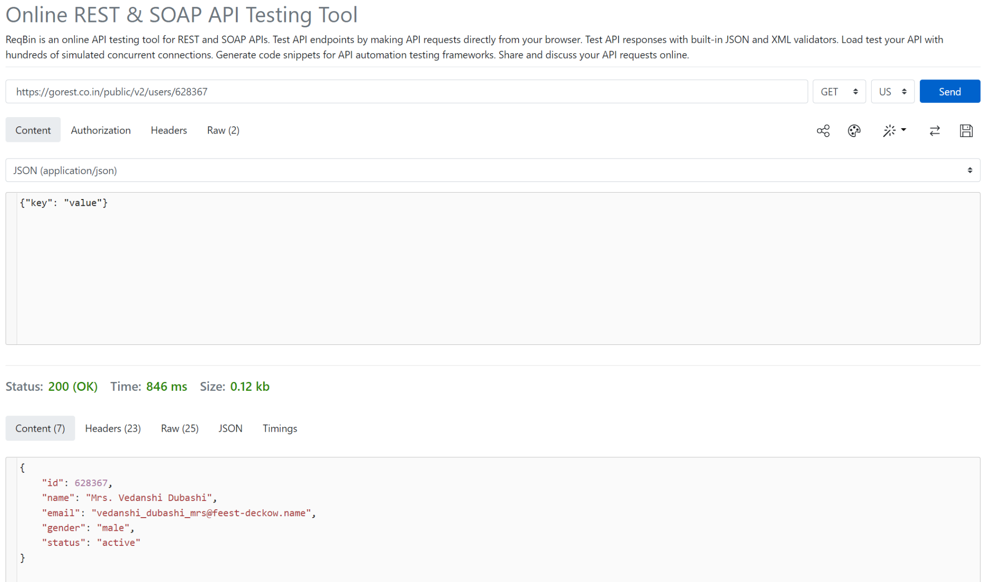 Online REST & SOAP API Testing Tool
ReqBin is an online API testing tool for REST and SOAP APIs. Test API endpoints by making API requests directly from your browser. Test API responses with built-in JSON and XML validators. Load test your API with
hundreds of simulated concurrent connections. Generate code snippets for API automation testing frameworks. Share and discuss your API requests online.
https://gorest.co.in/public/v2/users/628367 GET US Send
Content Authorization Headers Raw (2)
JSON (application/json)
{"key": "value"}
Status: 200 (OK) Time: 846 ms Size: 0.12 kb
Content (7) Headers (23) Raw (25) JSON Timings
{
    "id": 628367,
    "name": "Mrs. Vedanshi Dubashi",
    "email": "vedanshi_dubashi_mrs@feest-deckow.name",
    "gender": "male",
    "status": "active"
}